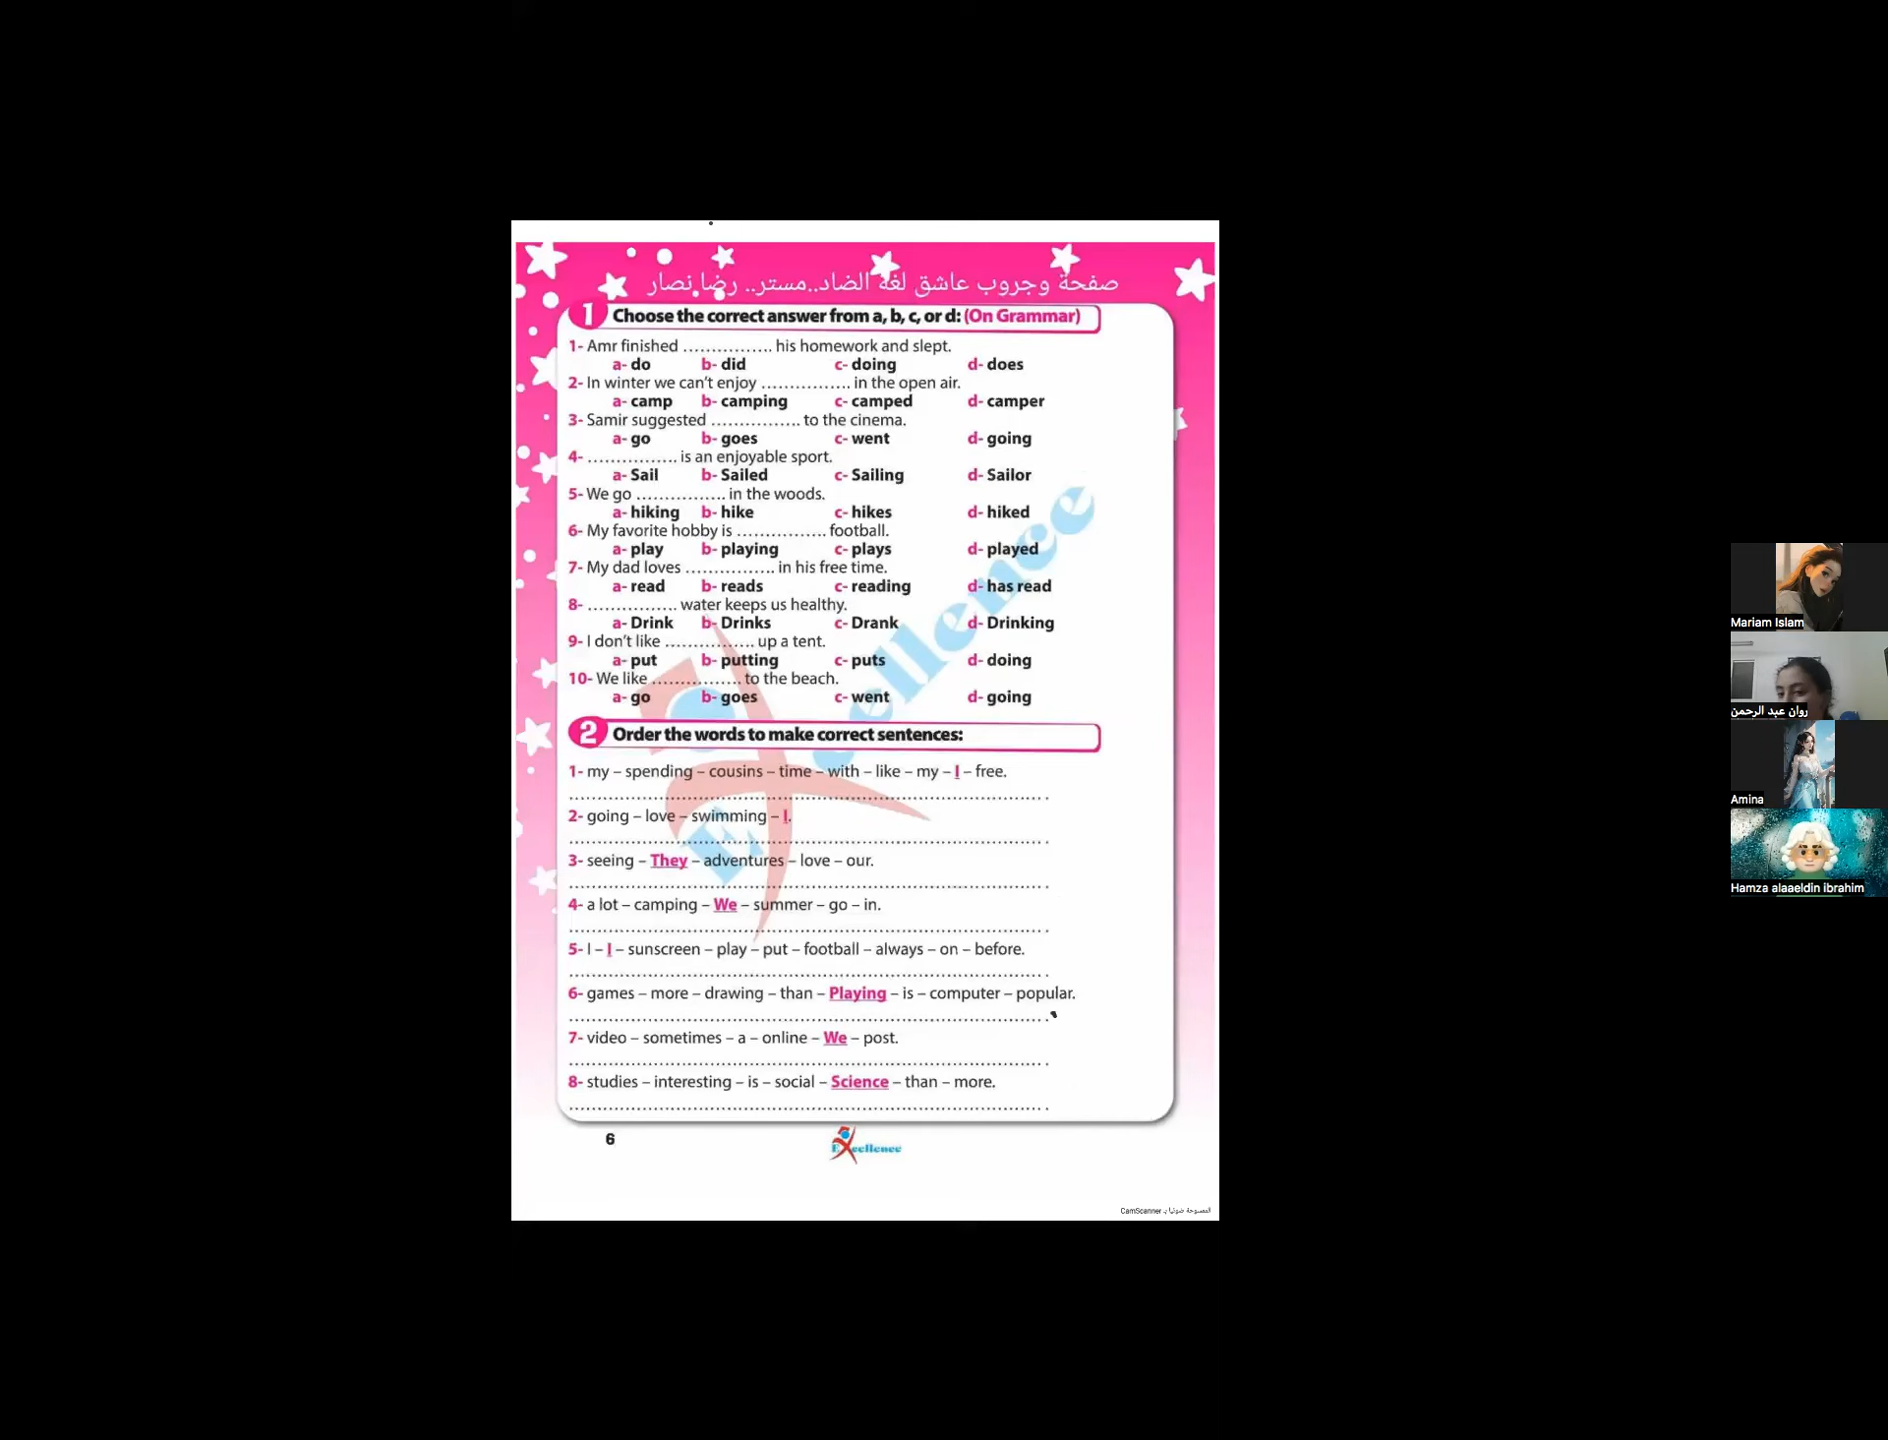 صفحة وجروب عاشق لغة الضاد..مستر.. رضا نصار
1 Choose the correct answer from a, b, c, or d: (On Grammar)
1- Amr finished ................ his homework and slept.
a- do b- did c- doing d- does
2- In winter we can't enjoy ................ in the open air.
a- camp b- camping c- camped d- camper
3- Samir suggested ................ to the cinema.
a- go b- goes c- went d- going
4- ................ is an enjoyable sport.
a- Sail b- Sailed c- Sailing d- Sailor
5- We go ................ in the woods.
a- hiking b- hike c- hikes d- hiked
6- My favorite hobby is ................ football.
a- play b- playing c- plays d- played
7- My dad loves ................ in his free time.
a- read b- reads c- reading d- has read
8- ................ water keeps us healthy.
a- Drink b- Drinks c- Drank d- Drinking
9- I don't like ................ up a tent.
a- put b- putting c- puts d- doing
10- We like ................ to the beach.
a- go b- goes c- went d- going
2 Order the words to make correct sentences:
1- my – spending – cousins – time – with – like – my – I – free.
2- going – love – swimming – I.
3- seeing – They – adventures – love – our.
4- a lot – camping – We – summer – go – in.
5- I – I – sunscreen – play – put – football – always – on – before.
6- games – more – drawing – than – Playing – is – computer – popular.
7- video – sometimes – a – online – We – post.
8- studies – interesting – is – social – Science – than – more.
Excellence
6
Excellence
الممسوحة ضوئيا بـ CamScanner
Mariam Islam
روان عبد الرحمن
Amina
Hamza alaaeldin ibrahim